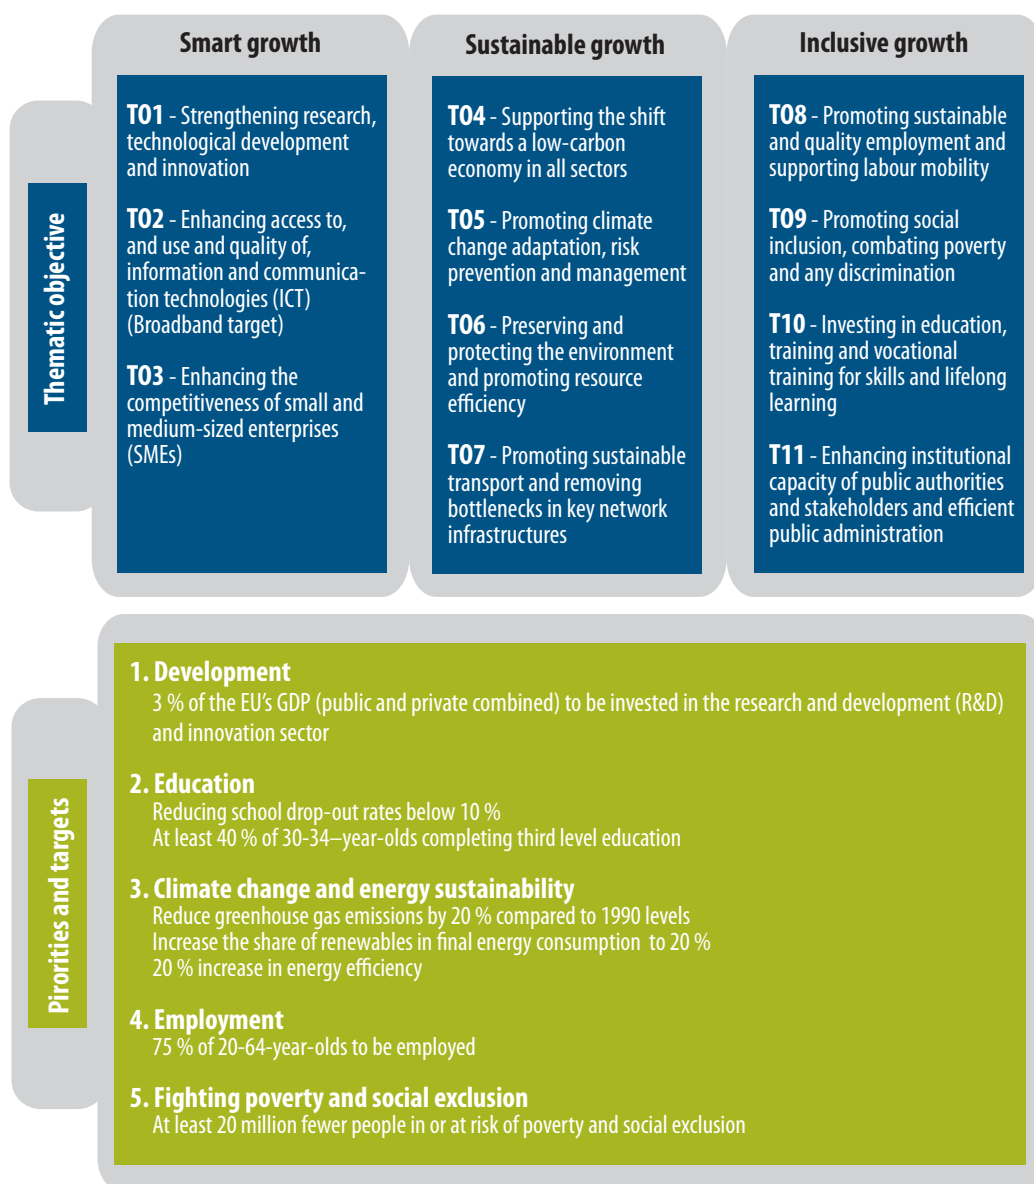 Smart growth
Sustainable growth
Inclusive growth
Thematic objective
TO1 - Strengthening research,
technological development
and innovation
TO2 - Enhancing access to,
and use and quality of,
information and communica-
tion technologies (ICT)
(Broadband target)
TO3 - Enhancing the
competitiveness of small and
medium-sized enterprises
(SMEs)
TO4 - Supporting the shift
towards a low-carbon
economy in all sectors
TO5 - Promoting climate
change adaptation, risk
prevention and management
TO6 - Preserving and
protecting the environment
and promoting resource
efficiency
TO7 - Promoting sustainable
transport and removing
bottlenecks in key network
infrastructures
TO8 - Promoting sustainable
and quality employment and
supporting labour mobility
TO9 - Promoting social
inclusion, combating poverty
and any discrimination
T10 - Investing in education,
training and vocational
training for skills and lifelong
learning
T11 - Enhancing institutional
capacity of public authorities
and stakeholders and efficient
public administration
Pirorities and targets
1. Development
3 % of the EU's GDP (public and private combined) to be invested in the research and development (R&D)
and innovation sector
2. Education
Reducing school drop-out rates below 10 %
At least 40 % of 30-34–year-olds completing third level education
3. Climate change and energy sustainability
Reduce greenhouse gas emissions by 20 % compared to 1990 levels
Increase the share of renewables in final energy consumption to 20 %
20 % increase in energy efficiency
4. Employment
75 % of 20-64-year-olds to be employed
5. Fighting poverty and social exclusion
At least 20 million fewer people in or at risk of poverty and social exclusion